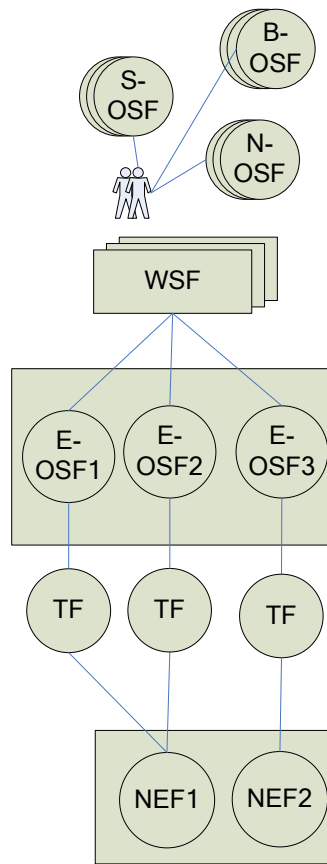 B-
OSF
S-
OSF
N-
OSF
WSF
E-
OSF1
E-
OSF2
E-
OSF3
TF
TF
TF
NEF1
NEF2